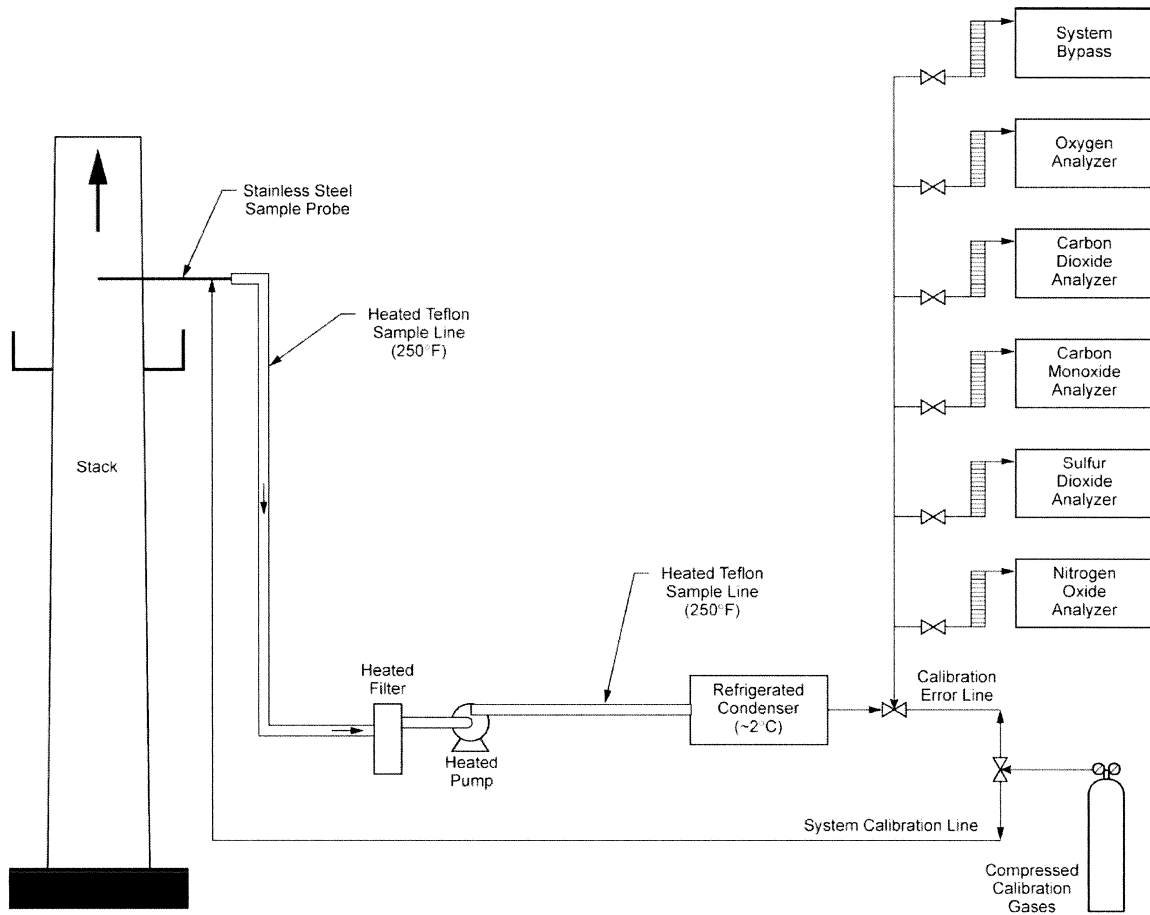 System
Bypass
Oxygen
Analyzer
Stainless Steel
Sample Probe
Carbon
Dioxide
Analyzer
Heated Teflon
Sample Line
(250°F)
Carbon
Monoxide
Analyzer
Stack
Sulfur
Dioxide
Analyzer
Heated Teflon
Sample Line
(250°F)
Nitrogen
Oxide
Analyzer
Heated
Filter
Refrigerated
Condenser
(~2°C)
Calibration
Error Line
Heated
Pump
System Calibration Line
Compressed
Calibration
Gases